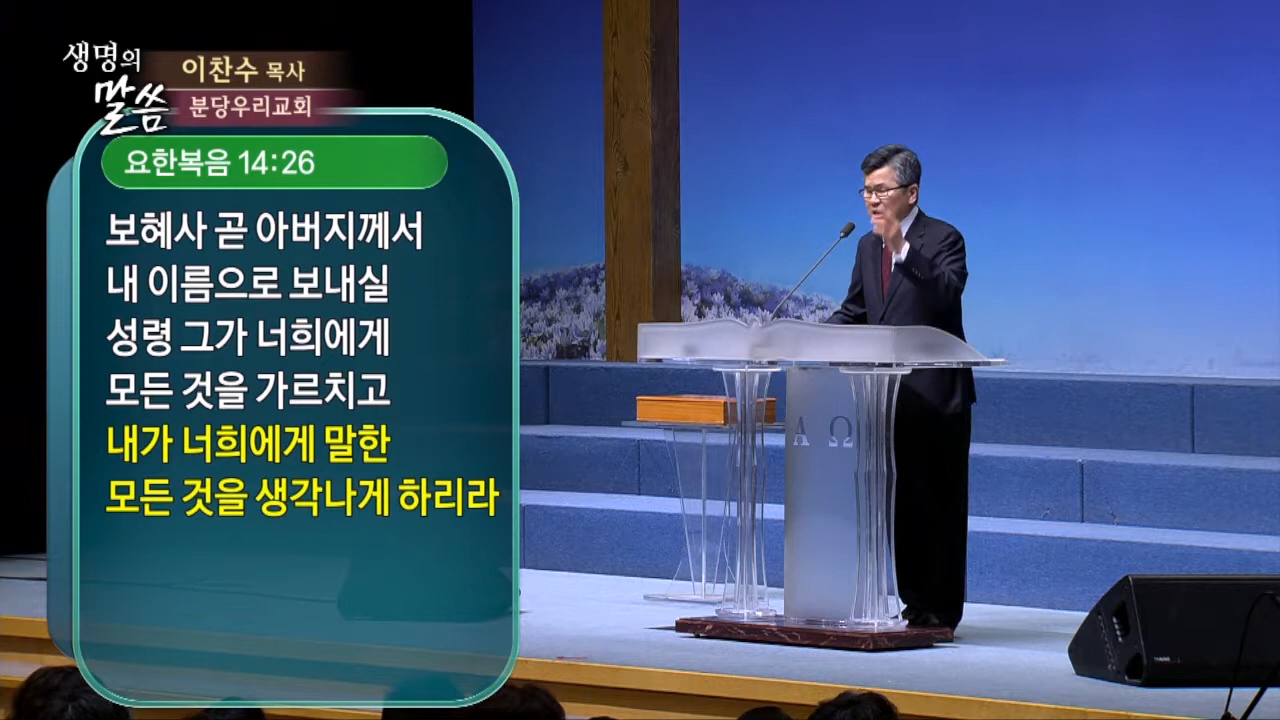 생명의
말씀
이찬수 목사
분당우리교회
요한복음 14:26
보혜사 곧 아버지께서
내 이름으로 보내실
성령 그가 너희에게
모든 것을 가르치고
내가 너희에게 말한
모든 것을 생각나게 하리라
Α Ω